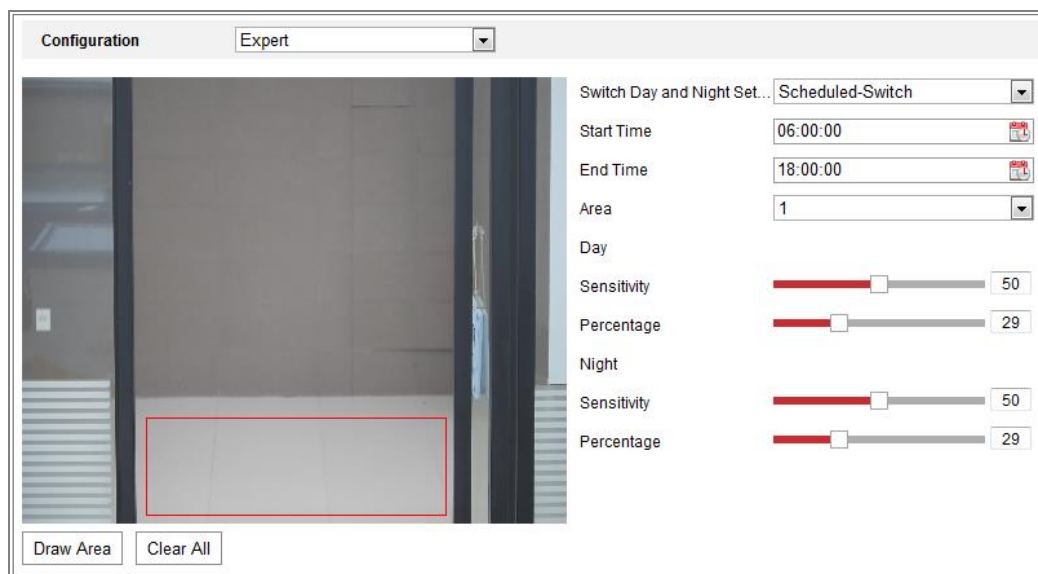 Configuration Expert
Switch Day and Night Set... Scheduled-Switch
Start Time 06:00:00
End Time 18:00:00
Area 1
Day
Sensitivity 50
Percentage 29
Night
Sensitivity 50
Percentage 29
Draw Area Clear All